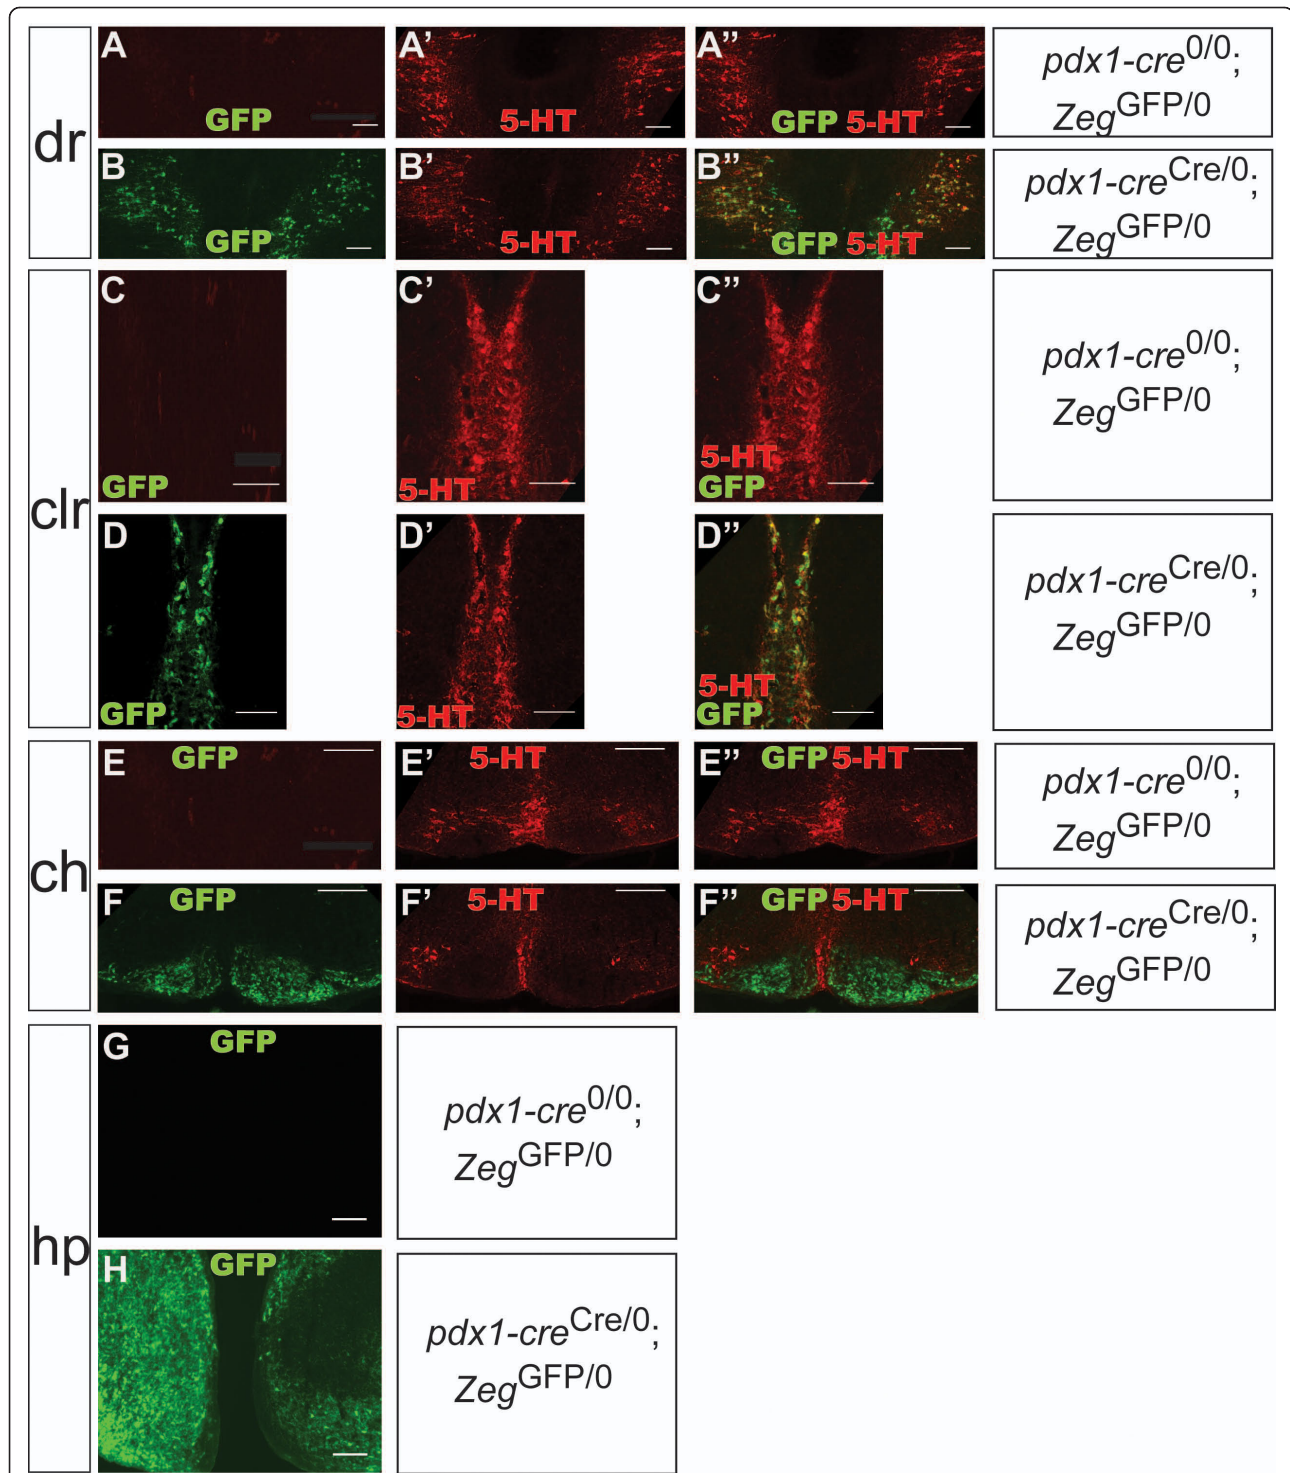 dr
A
GFP
A’
5-HT
A’’
GFP 5-HT
pdx1-cre0/0;
ZegGFP/0
B
GFP
B’
5-HT
B’’
GFP 5-HT
pdx1-creCre/0;
ZegGFP/0
clr
C
GFP
C’
5-HT
C’’
5-HT
GFP
pdx1-cre0/0;
ZegGFP/0
D
GFP
D’
5-HT
D’’
5-HT
GFP
pdx1-creCre/0;
ZegGFP/0
ch
E
GFP
E’
5-HT
E’’
GFP 5-HT
pdx1-cre0/0;
ZegGFP/0
F
GFP
F’
5-HT
F’’
GFP 5-HT
pdx1-creCre/0;
ZegGFP/0
hp
G
GFP
pdx1-cre0/0;
ZegGFP/0
H
GFP
pdx1-creCre/0;
ZegGFP/0